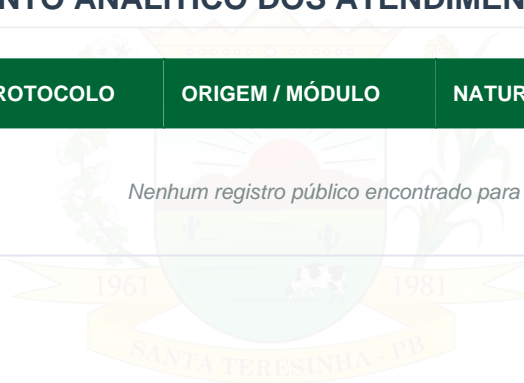 NTO ANALÍTICO DOS ATENDIMEN
ROTOCOLO ORIGEM / MÓDULO NATUR
Nenhum registro público encontrado para
1961 1981
SANTA TERESINHA - PB